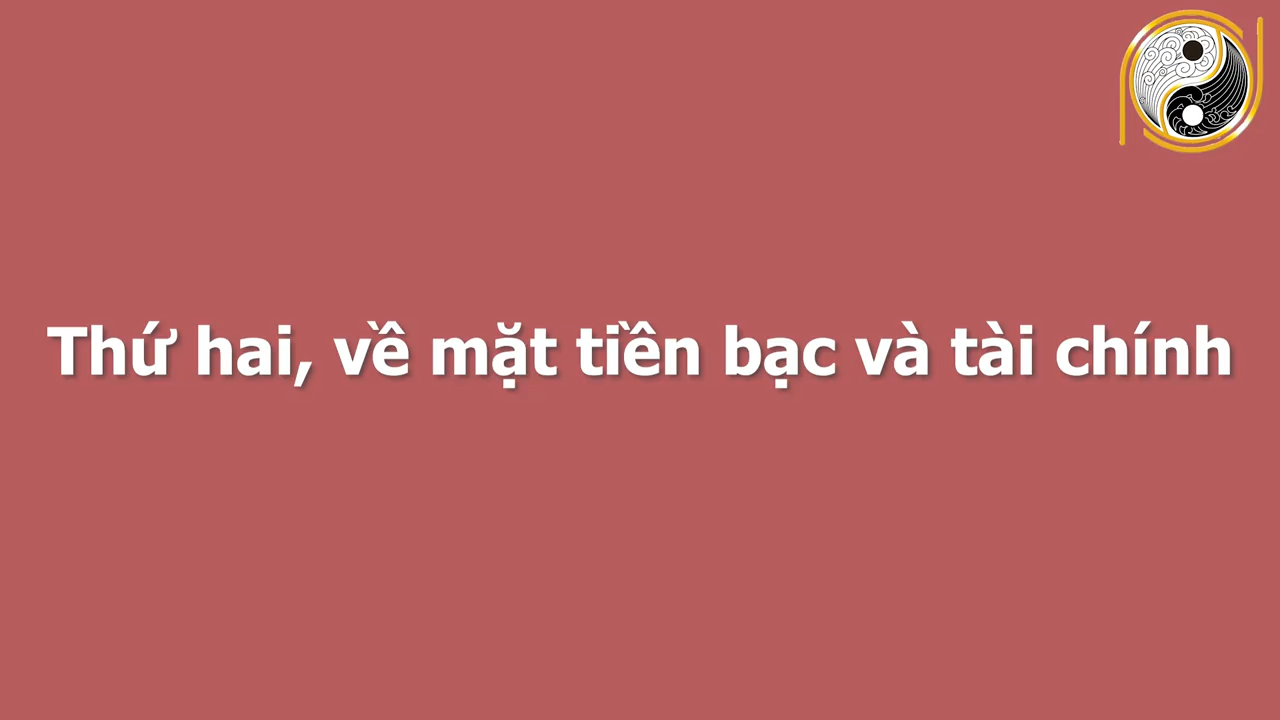 Thứ hai, về mặt tiền bạc và tài chính